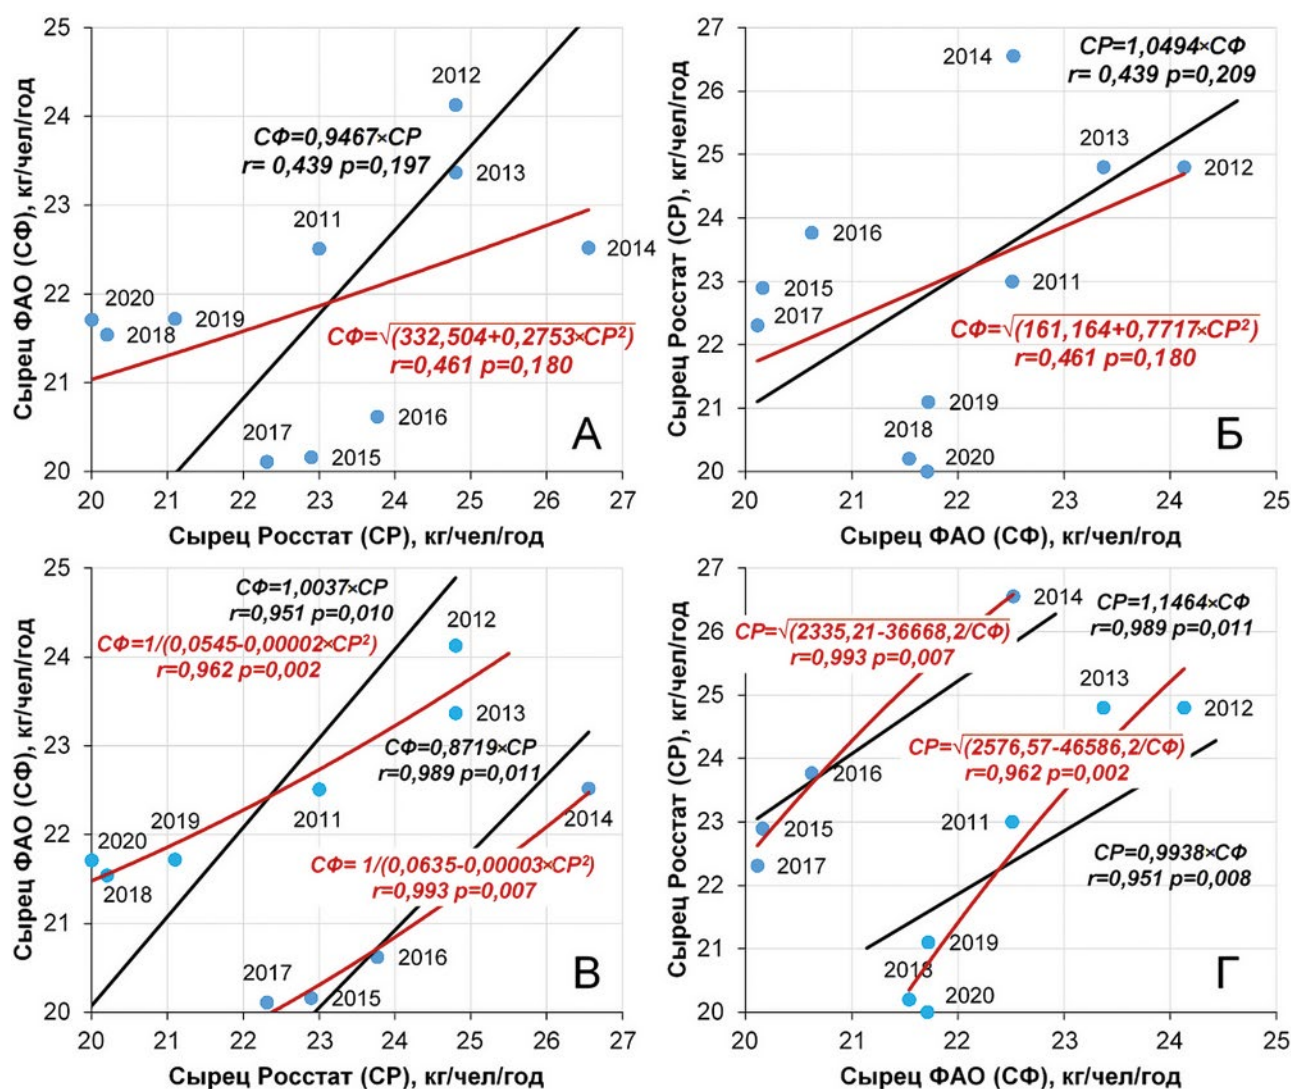 25
24
23
22
21
20
Сырец ФАО (СФ), кг/чел/год
2012
СФ=0,9467×СР
r= 0,439 p=0,197
2013
2011
2014
2020
2019
2018
СФ=√(332,504+0,2753×СР²)
r=0,461 p=0,180
2016
2017
2015
А
20 21 22 23 24 25 26 27
Сырец Росстат (СР), кг/чел/год
27
26
25
24
23
22
21
20
Сырец Росстат (СР), кг/чел/год
2014
СР=1,0494×СФ
r= 0,439 p=0,209
2013
2012
2016
2015
2011
2017
СФ=√(161,164+0,7717×СР²)
r=0,461 p=0,180
2019
2018
2020
Б
20 21 22 23 24 25
Сырец ФАО (СФ), кг/чел/год
25
24
23
22
21
20
Сырец ФАО (СФ), кг/чел/год
СФ=1,0037×СР
r=0,951 p=0,010
2012
СФ=1/(0,0545-0,00002×СР²)
r=0,962 p=0,002
2013
СФ=0,8719×СР
r=0,989 p=0,011
2019
2011
2014
2020
2018
СФ= 1/(0,0635-0,00003×СР²)
r=0,993 p=0,007
2017
2016
2015
В
20 21 22 23 24 25 26 27
Сырец Росстат (СР), кг/чел/год
27
26
25
24
23
22
21
20
Сырец Росстат (СР), кг/чел/год
2014
СР=1,1464×СФ
r=0,989 p=0,011
СР=√(2335,21-36668,2/СФ)
r=0,993 p=0,007
2013
2012
СР=√(2576,57-46586,2/СФ)
r=0,962 p=0,002
2016
2015
2011
2017
СР=0,9938×СФ
r=0,951 p=0,008
2019
2018
2020
Г
20 21 22 23 24 25
Сырец ФАО (СФ), кг/чел/год